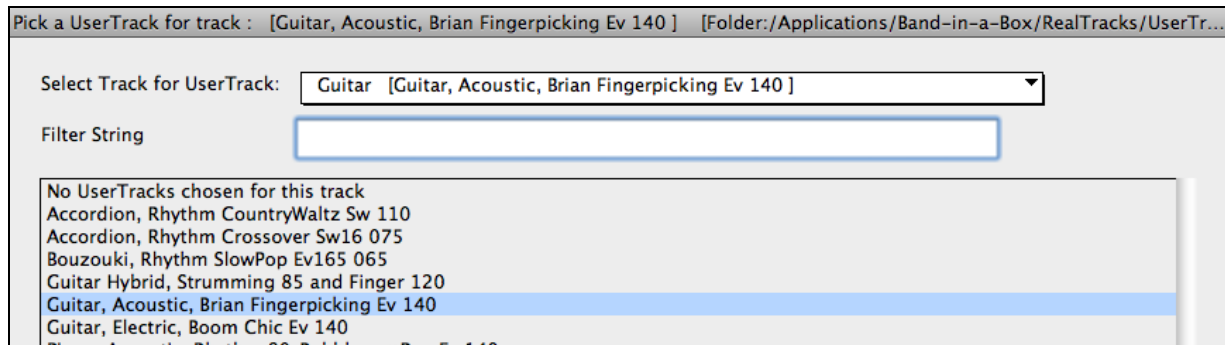 Pick a UserTrack for track : [Guitar, Acoustic, Brian Fingerpicking Ev 140 ] [Folder:/Applications/Band-in-a-Box/RealTracks/UserTr...
Select Track for UserTrack: Guitar [Guitar, Acoustic, Brian Fingerpicking Ev 140 ]
Filter String
No UserTracks chosen for this track
Accordion, Rhythm CountryWaltz Sw 110
Accordion, Rhythm Crossover Sw16 075
Bouzouki, Rhythm SlowPop Ev165 065
Guitar Hybrid, Strumming 85 and Finger 120
Guitar, Acoustic, Brian Fingerpicking Ev 140
Guitar, Electric, Boom Chic Ev 140